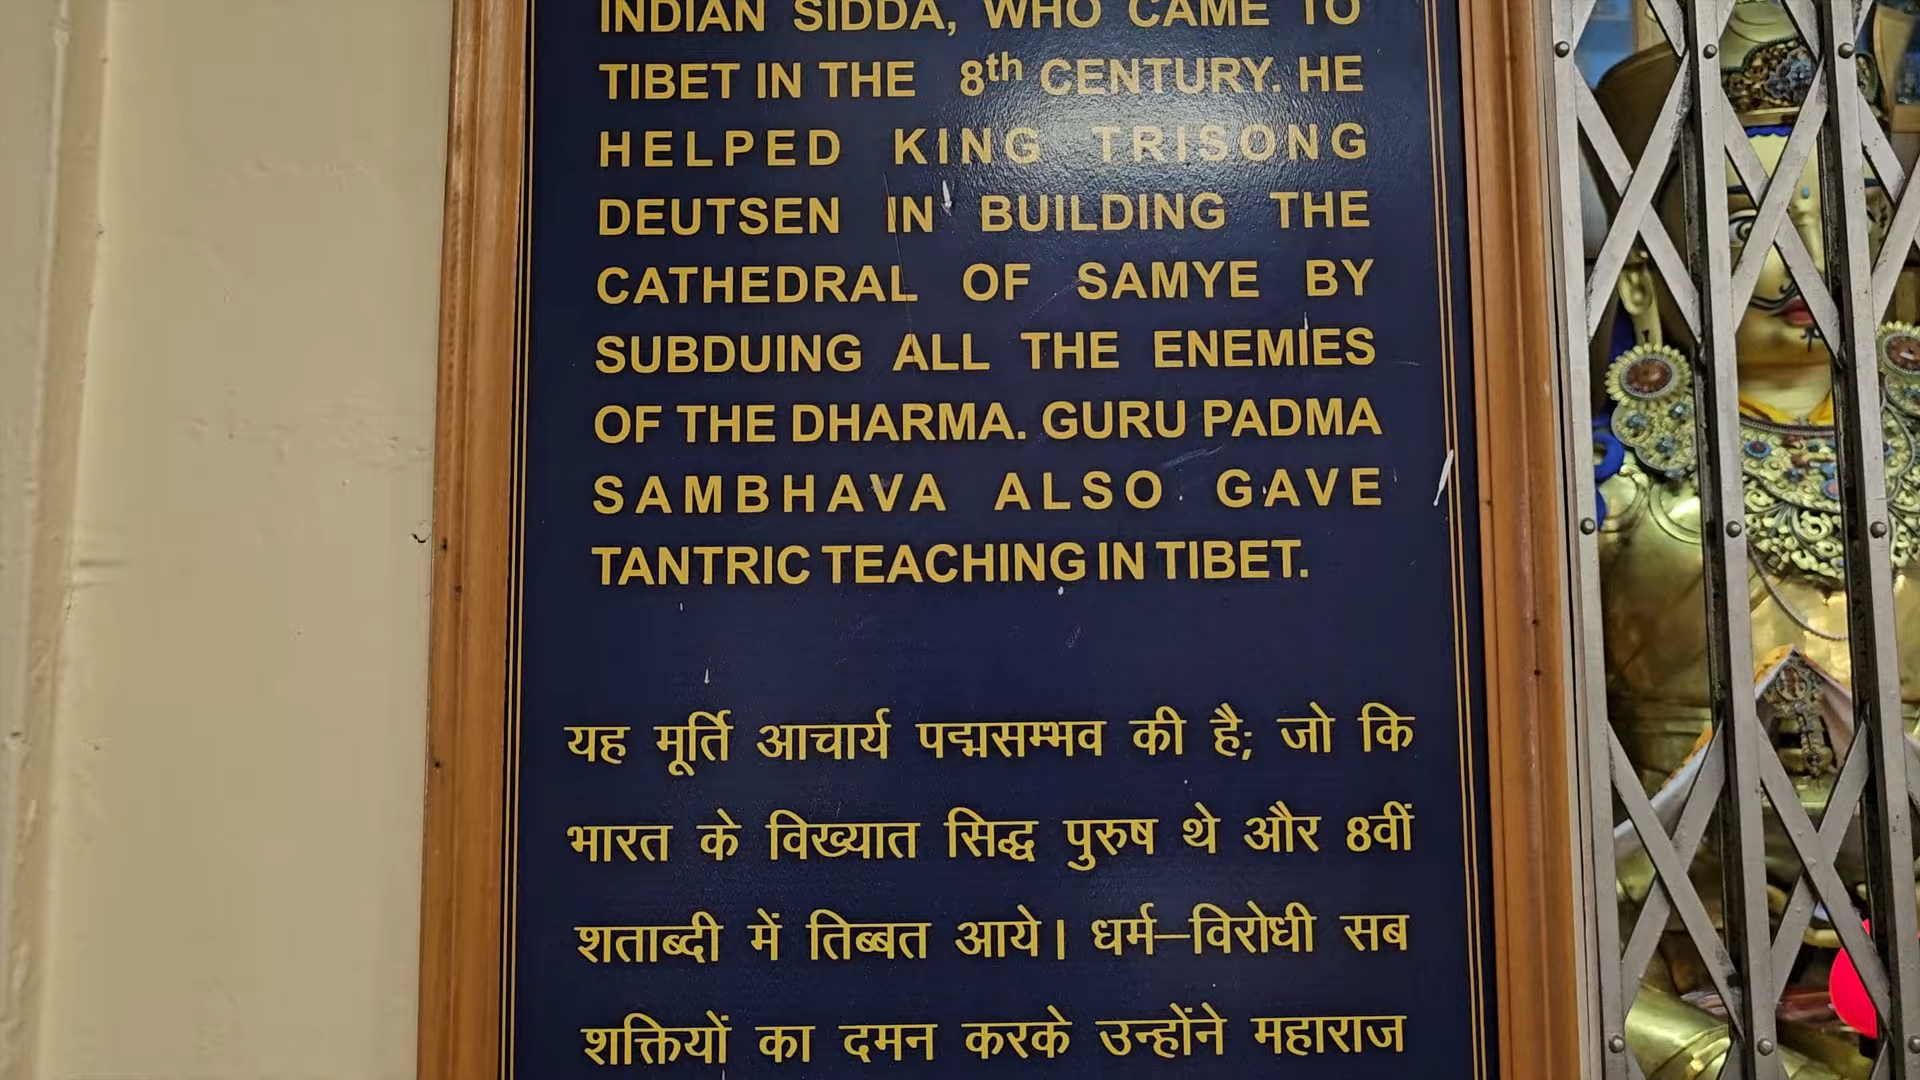 INDIAN SIDDA, WHO CAME TO
TIBET IN THE 8th CENTURY. HE
HELPED KING TRISONG
DEUTSEN IN BUILDING THE
CATHEDRAL OF SAMYE BY
SUBDUING ALL THE ENEMIES
OF THE DHARMA. GURU PADMA
SAMBHAVA ALSO GAVE
TANTRIC TEACHING IN TIBET.
यह मूर्ति आचार्य पद्मसम्भव की है; जो कि
भारत के विख्यात सिद्ध पुरुष थे और 8वीं
शताब्दी में तिब्बत आये। धर्म–विरोधी सब
शक्तियों का दमन करके उन्होंने महाराज